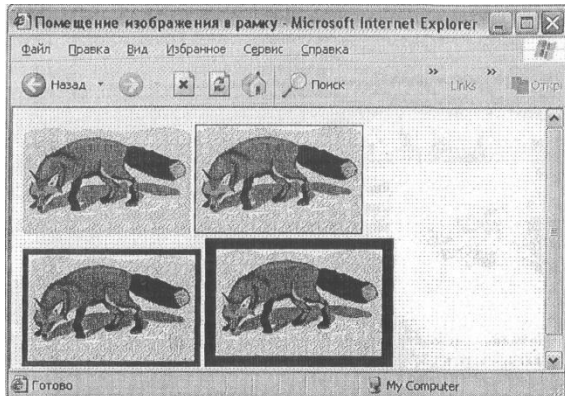 Помещение изображения в рамку - Microsoft Internet Explorer
Файл Правка Вид Избранное Сервис Справка
Назад Поиск » Links »
Готово My Computer